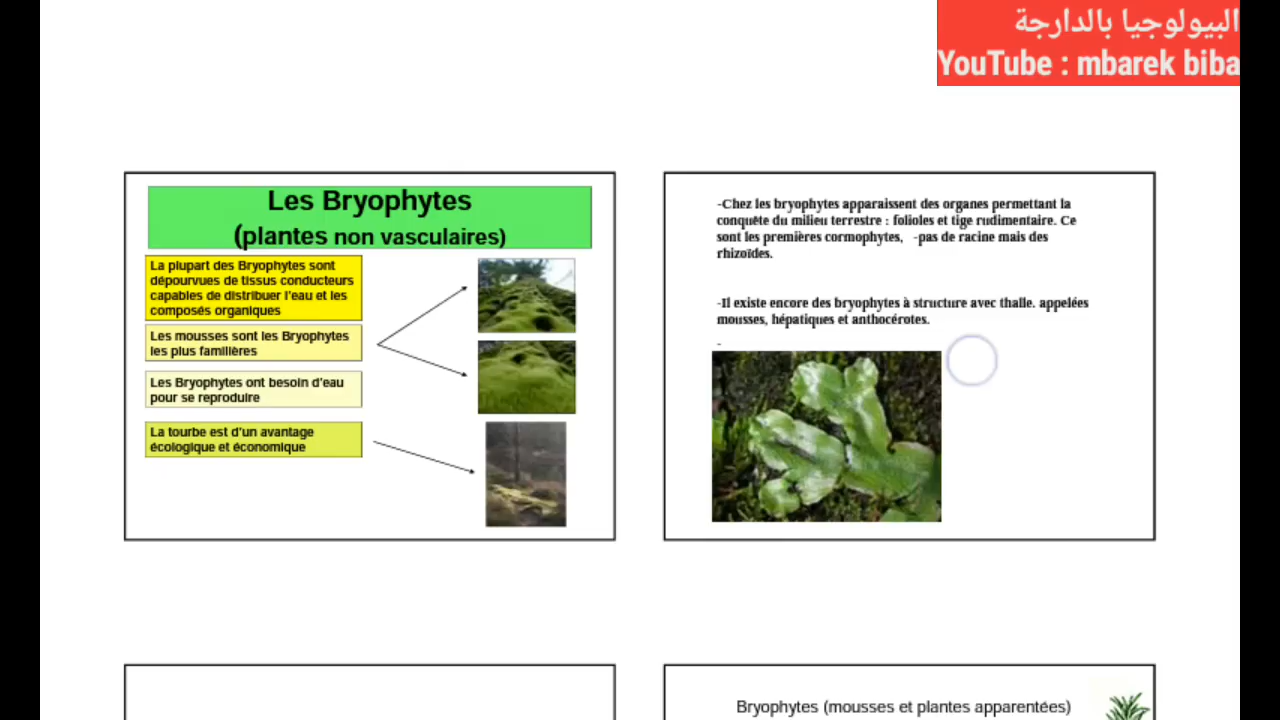 البيولوجيا بالدارجة
YouTube : mbarek biba
Les Bryophytes
(plantes non vasculaires)
La plupart des Bryophytes sont
dépourvues de tissus conducteurs
capables de distribuer l'eau et les
composés organiques
Les mousses sont les Bryophytes
les plus familières
Les Bryophytes ont besoin d'eau
pour se reproduire
La tourbe est d'un avantage
écologique et économique
-Chez les bryophytes apparaissent des organes permettant la
conquête du milieu terrestre : folioles et tige rudimentaire. Ce
sont les premières cormophytes, -pas de racine mais des
rhizoïdes.
-Il existe encore des bryophytes à structure avec thalle. appelées
mousses, hépatiques et anthocérotes.
-
Bryophytes (mousses et plantes apparentées)